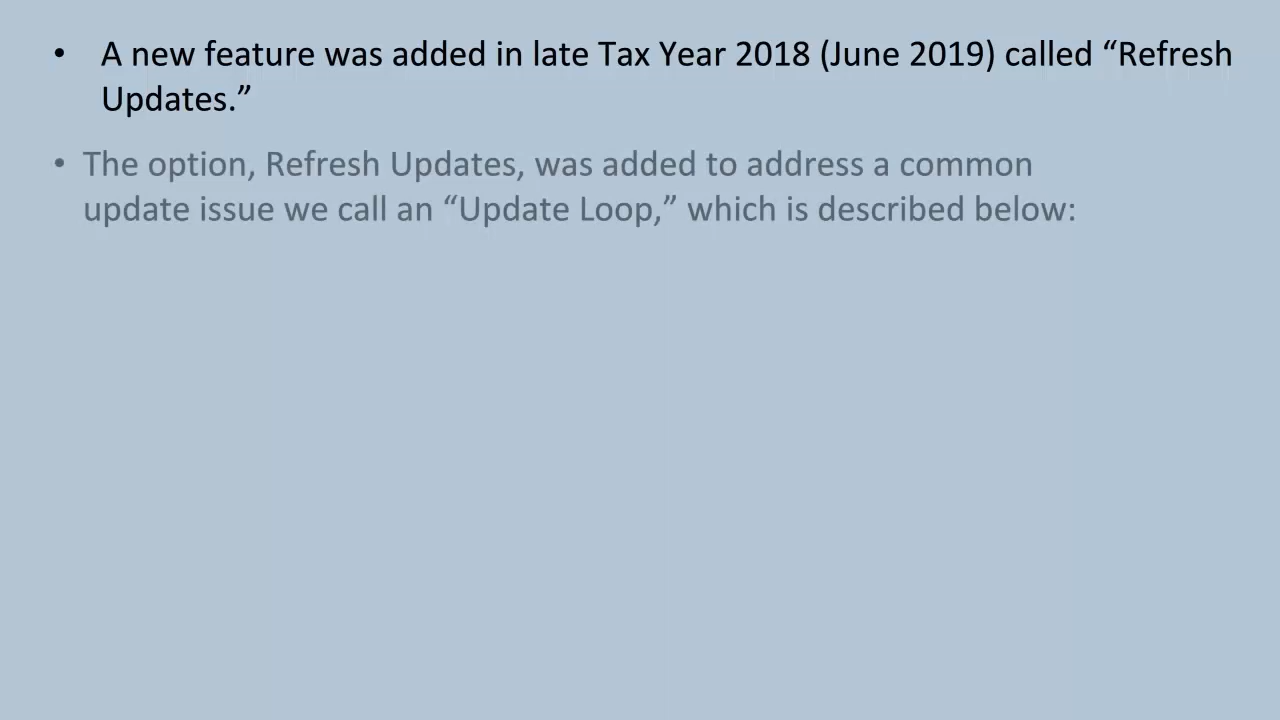 • A new feature was added in late Tax Year 2018 (June 2019) called “Refresh
Updates.”
• The option, Refresh Updates, was added to address a common
update issue we call an “Update Loop,” which is described below: